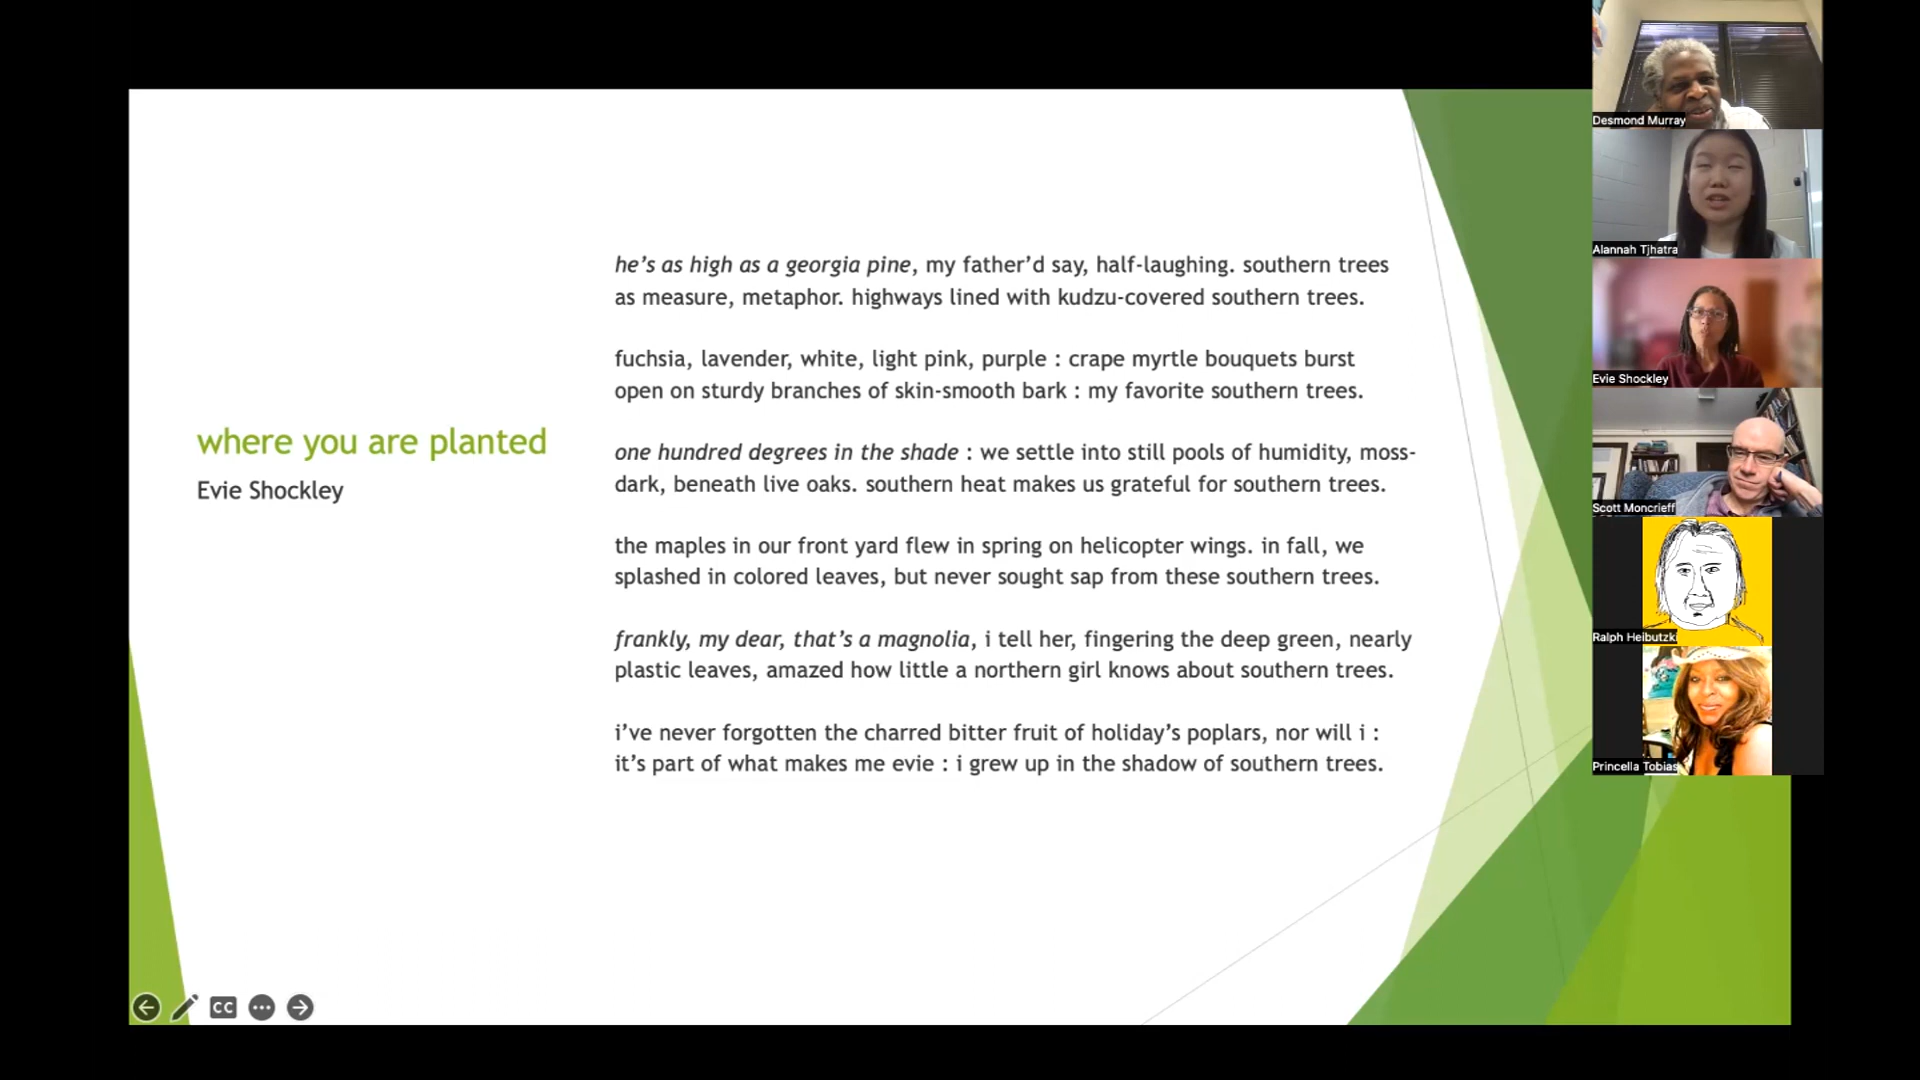 where you are planted
Evie Shockley
he's as high as a georgia pine, my father'd say, half-laughing. southern trees
as measure, metaphor. highways lined with kudzu-covered southern trees.
fuchsia, lavender, white, light pink, purple : crape myrtle bouquets burst
open on sturdy branches of skin-smooth bark : my favorite southern trees.
one hundred degrees in the shade : we settle into still pools of humidity, moss-
dark, beneath live oaks. southern heat makes us grateful for southern trees.
the maples in our front yard flew in spring on helicopter wings. in fall, we
splashed in colored leaves, but never sought sap from these southern trees.
frankly, my dear, that's a magnolia, i tell her, fingering the deep green, nearly
plastic leaves, amazed how little a northern girl knows about southern trees.
i've never forgotten the charred bitter fruit of holiday's poplars, nor will i :
it's part of what makes me evie : i grew up in the shadow of southern trees.
CC
Desmond Murray
Alannah Tjhatra
Evie Shockley
Scott Moncrieff
Ralph Heibutzki
Princella Tobias